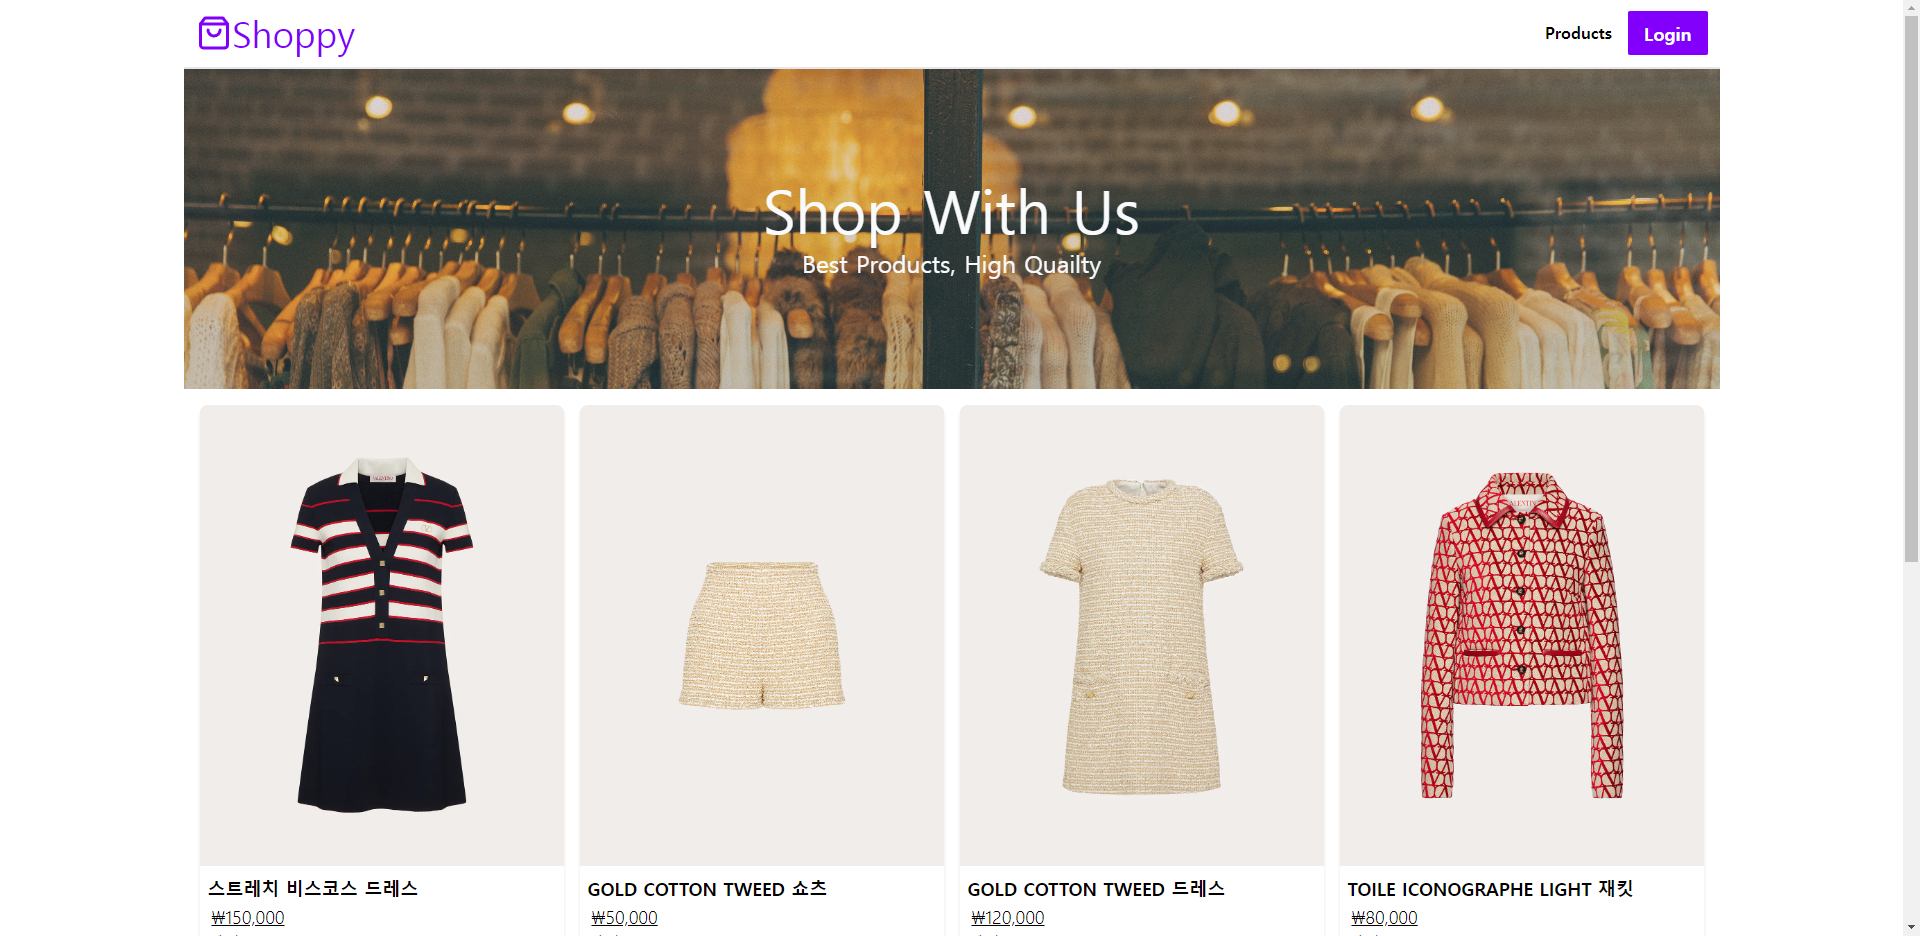 Shoppy
Products
Login
Shop With Us
Best Products, High Quailty
스트레치 비스코스 드레스
GOLD COTTON TWEED 쇼츠
GOLD COTTON TWEED 드레스
TOILE ICONOGRAPHE LIGHT 재킷
₩150,000
₩50,000
₩120,000
₩80,000